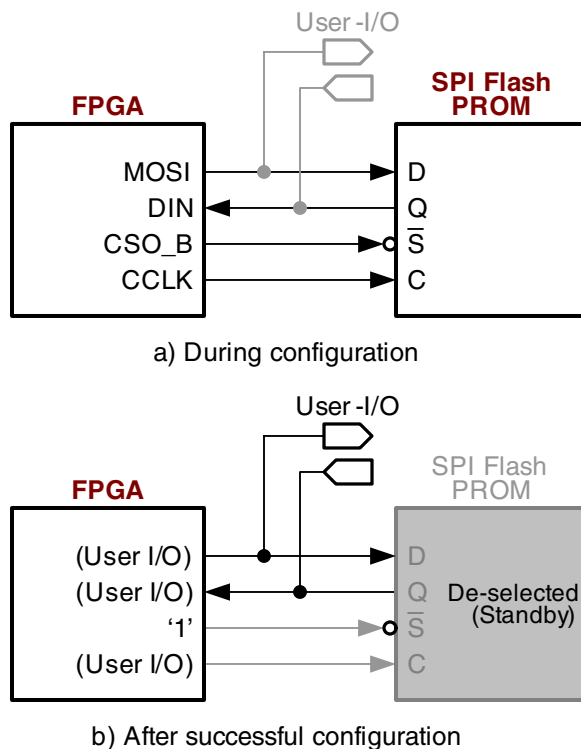 User-I/O
FPGA
SPI Flash
PROM
MOSI
D
DIN
Q
CSO_B
S̅
CCLK
C
a) During configuration
User-I/O
FPGA
SPI Flash
PROM
(User I/O)
D
(User I/O)
Q
De-selected
(Standby)
‘1’
S̅
(User I/O)
C
b) After successful configuration